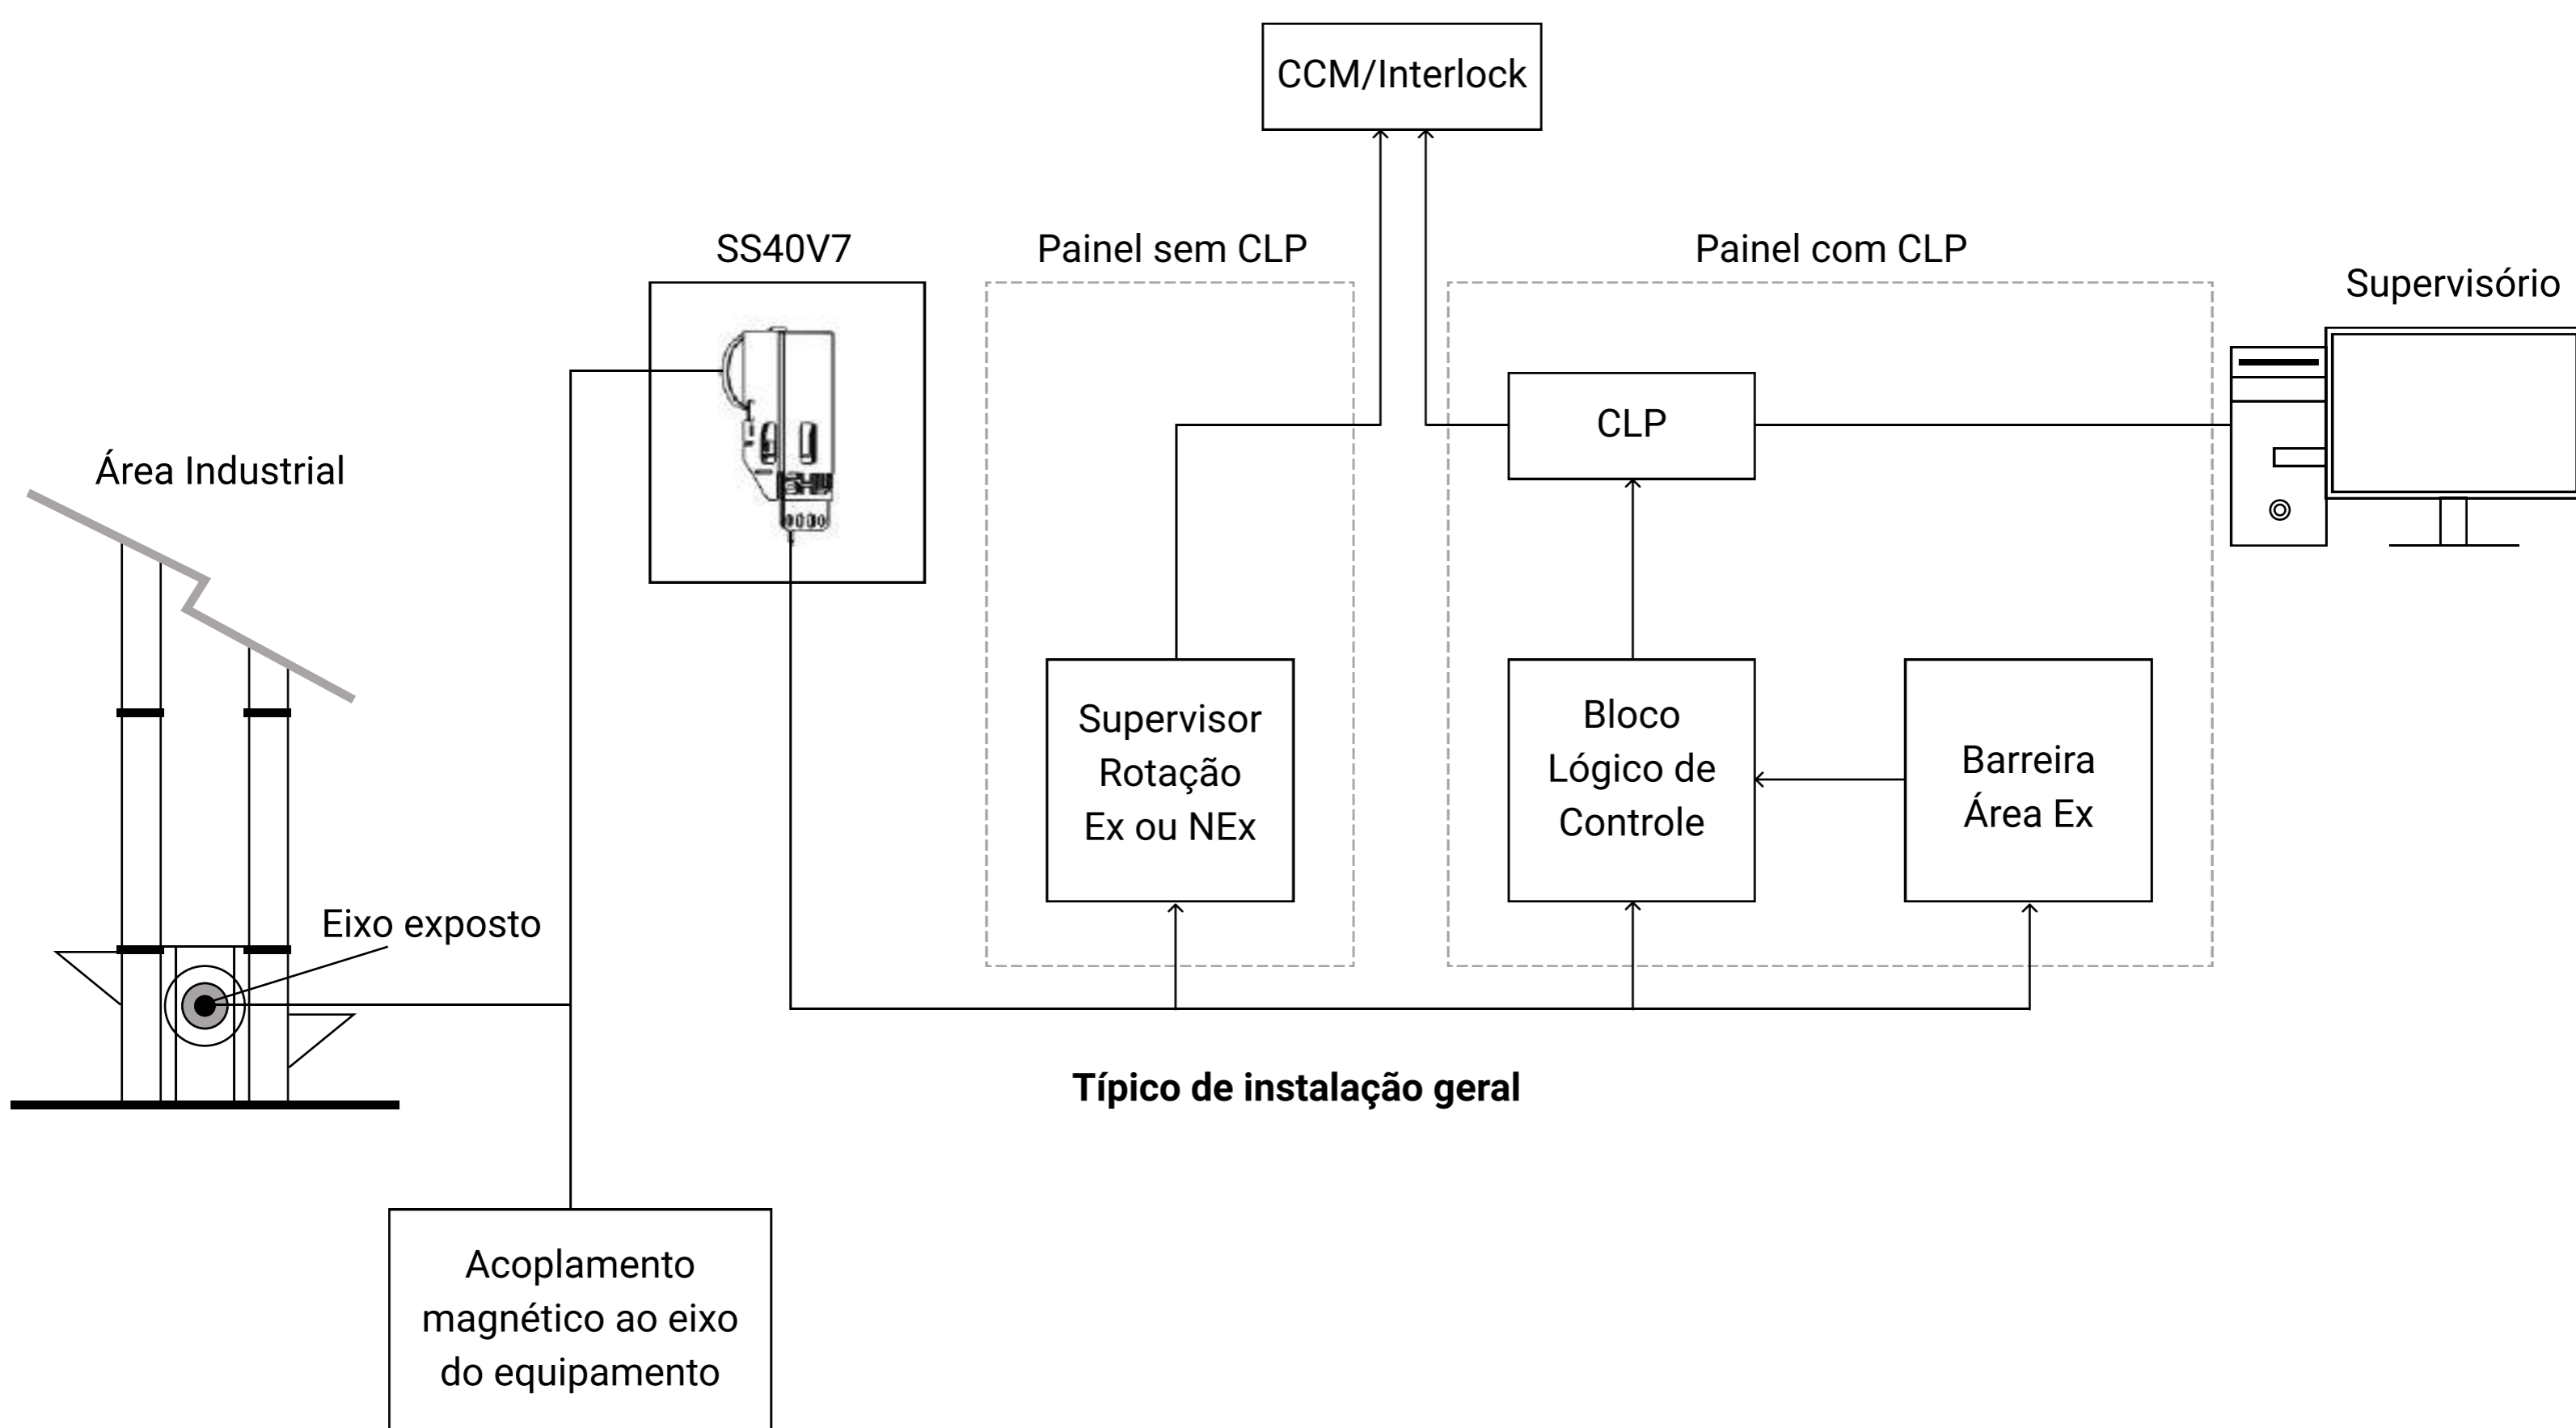 CCM/Interlock
SS40V7
Painel sem CLP
Painel com CLP
Supervisório
CLP
Área Industrial
Supervisor
Rotação
Ex ou NEx
Bloco
Lógico de
Controle
Barreira
Área Ex
Eixo exposto
Típico de instalação geral
Acoplamento
magnético ao eixo
do equipamento